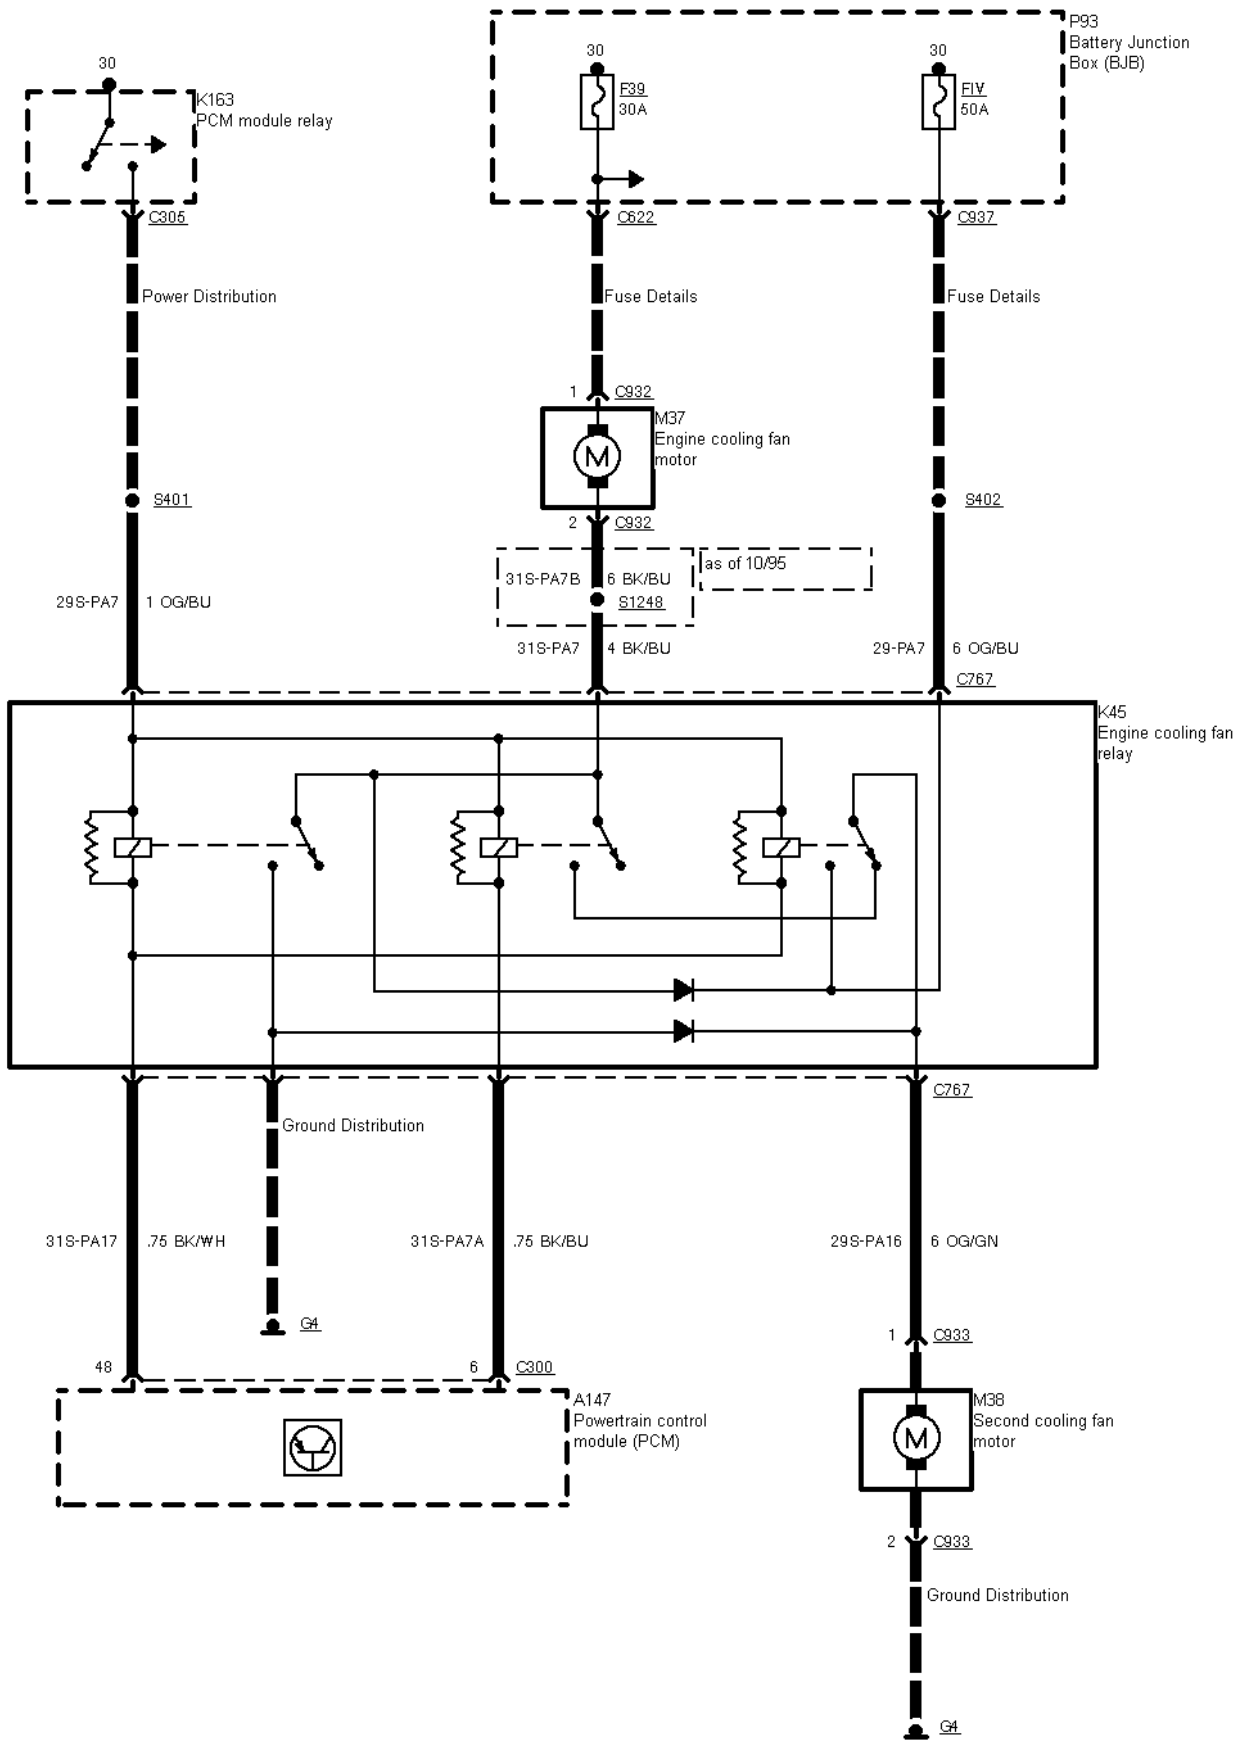 P93
Battery Junction
Box (BJB)
30
30
30
F39
30A
FIV
50A
K163
PCM module relay
C305
C622
C937
Power Distribution
Fuse Details
Fuse Details
1
C932
M37
Engine cooling fan
motor
M
S401
S402
2
C932
as of 10/95
31S-PA7B
6 BK/BU
S1248
29S-PA7
1 OG/BU
31S-PA7
4 BK/BU
29-PA7
6 OG/BU
C767
K45
Engine cooling fan
relay
C767
Ground Distribution
31S-PA17
.75 BK/WH
31S-PA7A
.75 BK/BU
29S-PA16
6 OG/GN
G4
1
C933
48
6
C300
A147
Powertrain control
module (PCM)
M38
Second cooling fan
motor
M
2
C933
Ground Distribution
G4